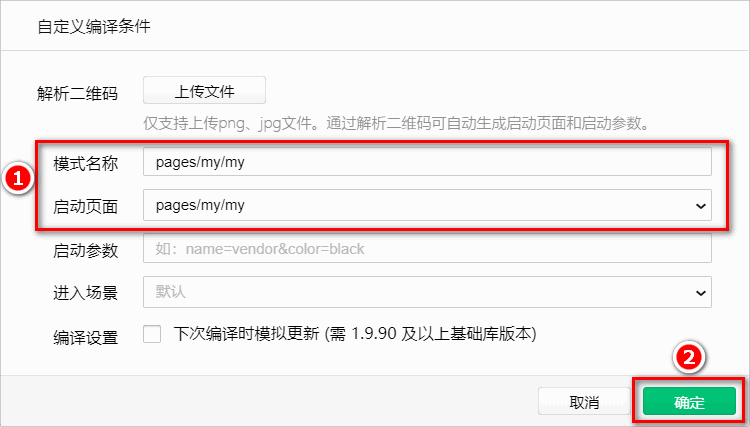 自定义编译条件
解析二维码 上传文件
仅支持上传png、jpg文件。通过解析二维码可自动生成启动页面和启动参数。
1
模式名称 pages/my/my
启动页面 pages/my/my
启动参数 如：name=vendor&color=black
进入场景 默认
编译设置 下次编译时模拟更新 (需 1.9.90 及以上基础库版本)
2
取消 确定